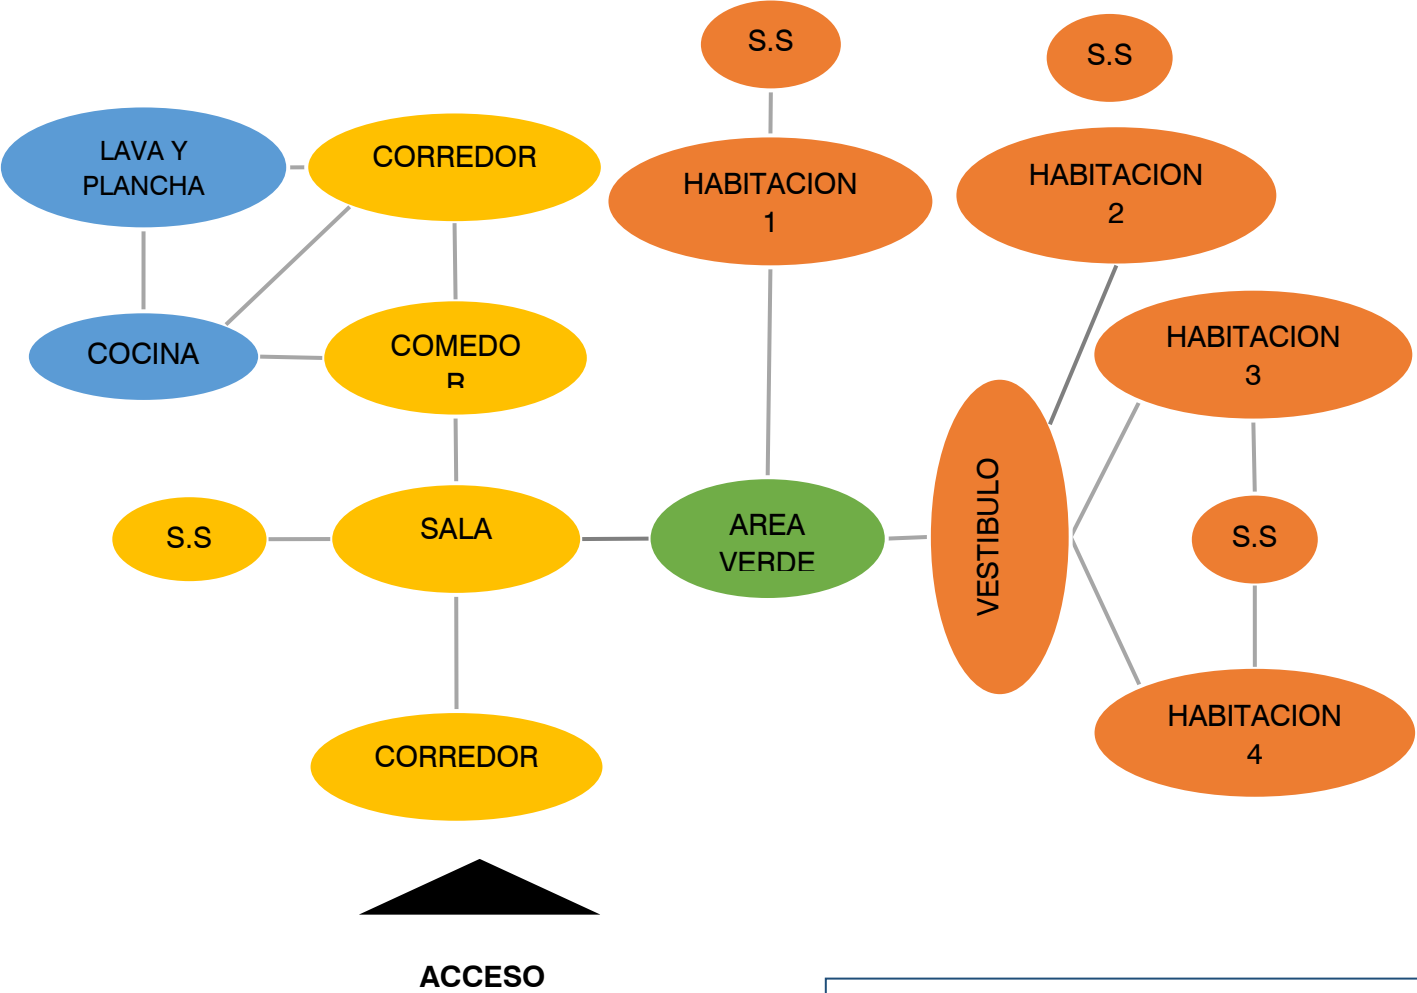 S.S
S.S
LAVA Y
PLANCHA
CORREDOR
HABITACION
1
HABITACION
2
COCINA
COMEDO
R
HABITACION
3
S.S
SALA
AREA
VERDE
VESTIBULO
S.S
CORREDOR
HABITACION
4
ACCESO